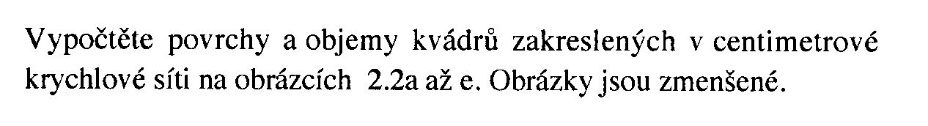 Vypočtěte povrchy a objemy kvádrů zakreslených v centimetrové
krychlové síti na obrázcích 2.2a až e. Obrázky jsou zmenšené.